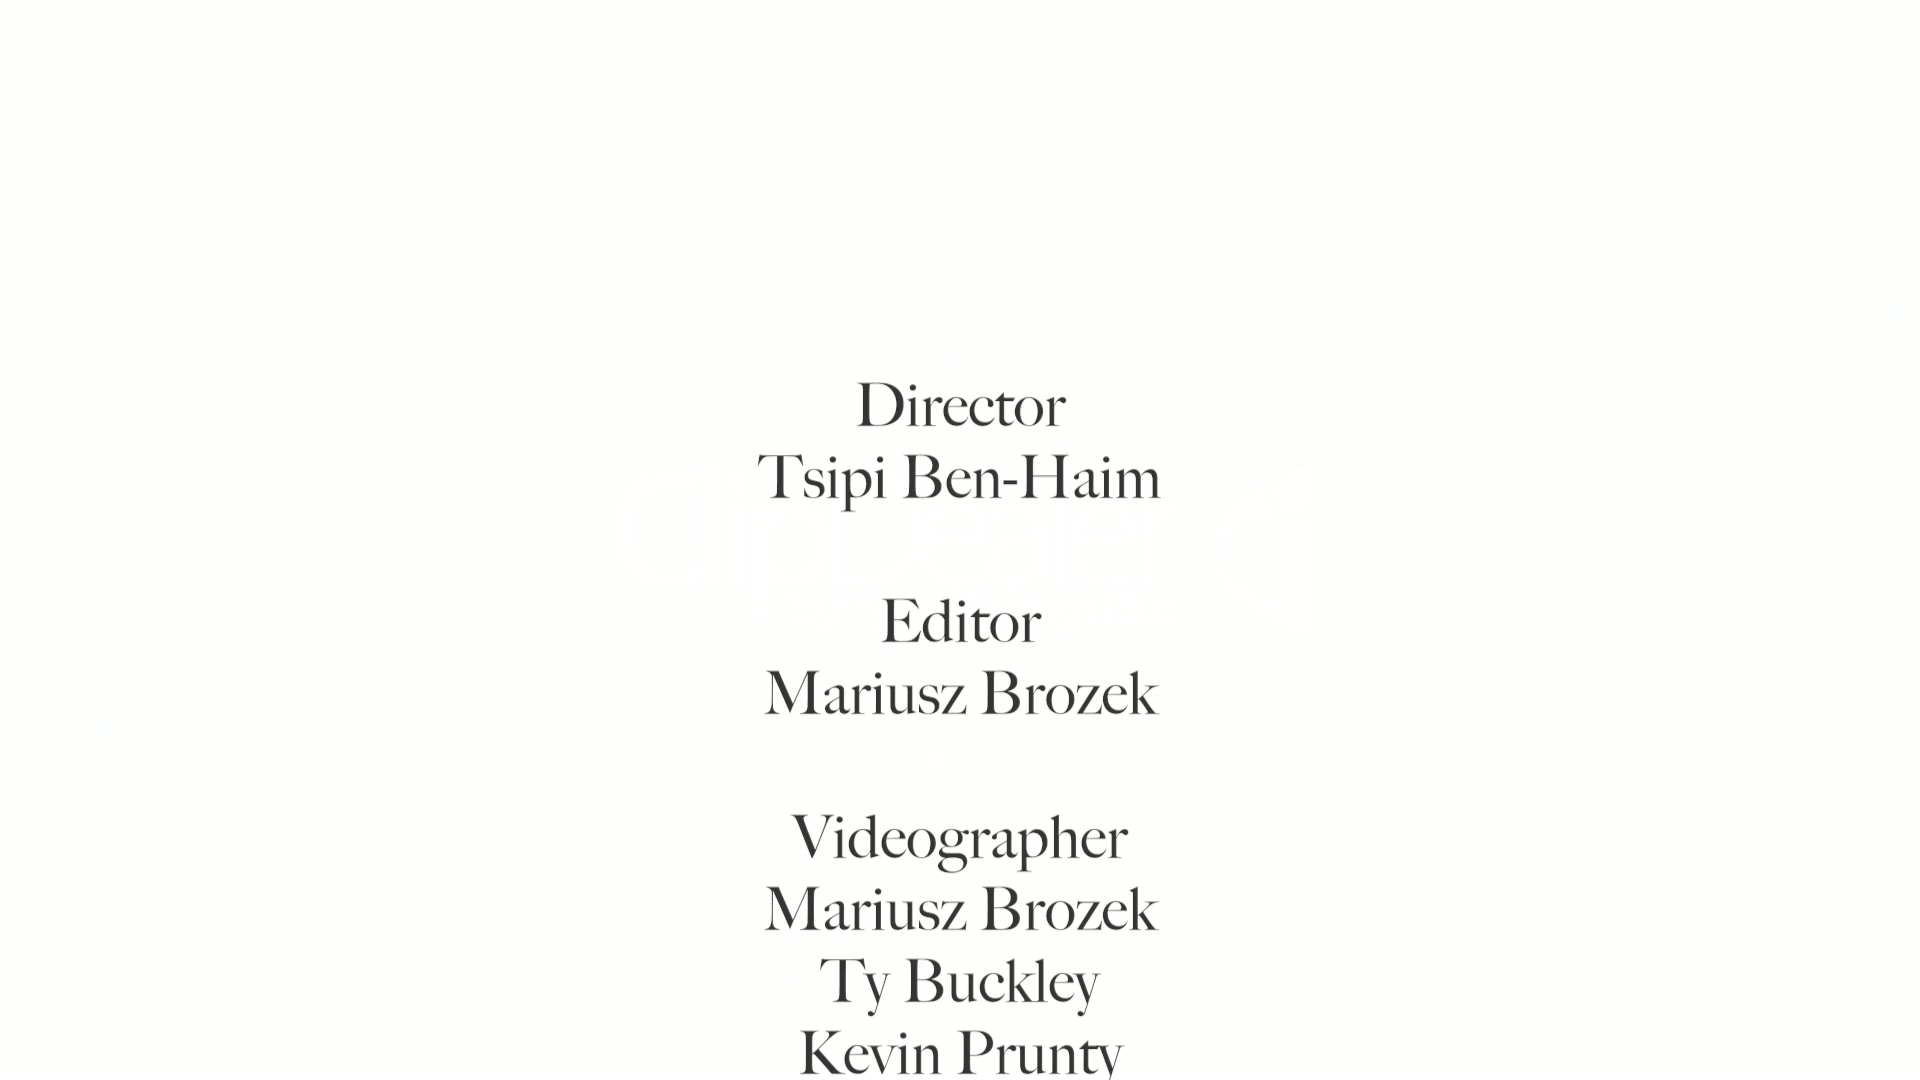 Director
Tsipi Ben-Haim
Editor
Mariusz Brozek
Videographer
Mariusz Brozek
Ty Buckley
Kevin Prunty